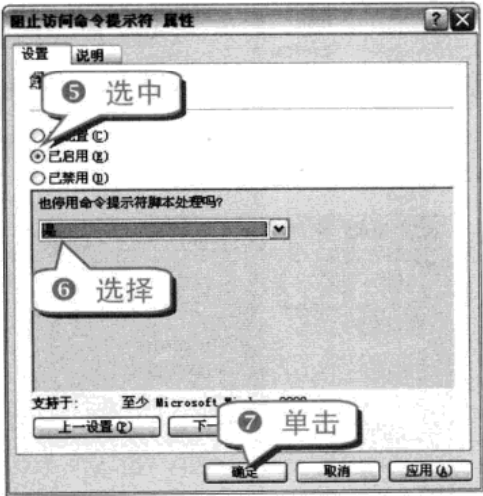 阻止访问命令提示符 属性
设置 说明
❺ 选中
置(C)
已启用(E)
已禁用(D)
也停用命令提示符脚本处理吗?
是
❻ 选择
支持于: 至少 Microsoft
上一设置(P) 下一
❼ 单击
确定 取消 应用(A)